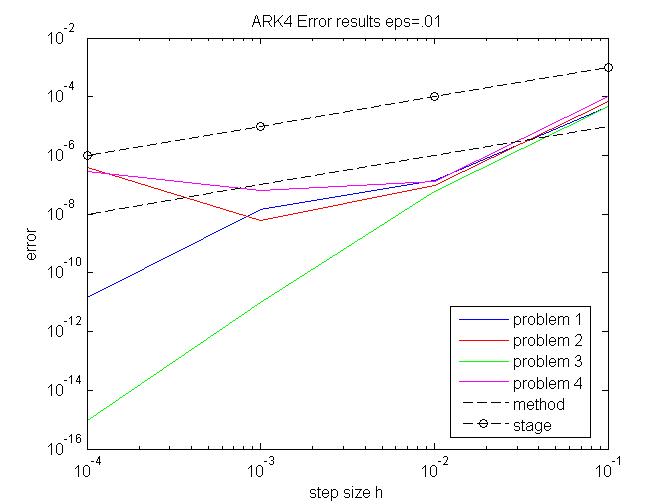 ARK4 Error results eps=.01
10^-2
10^-4
10^-6
10^-8
10^-10
10^-12
10^-14
10^-16
error
problem 1
problem 2
problem 3
problem 4
method
stage
10^-4
10^-3
10^-2
10^-1
step size h